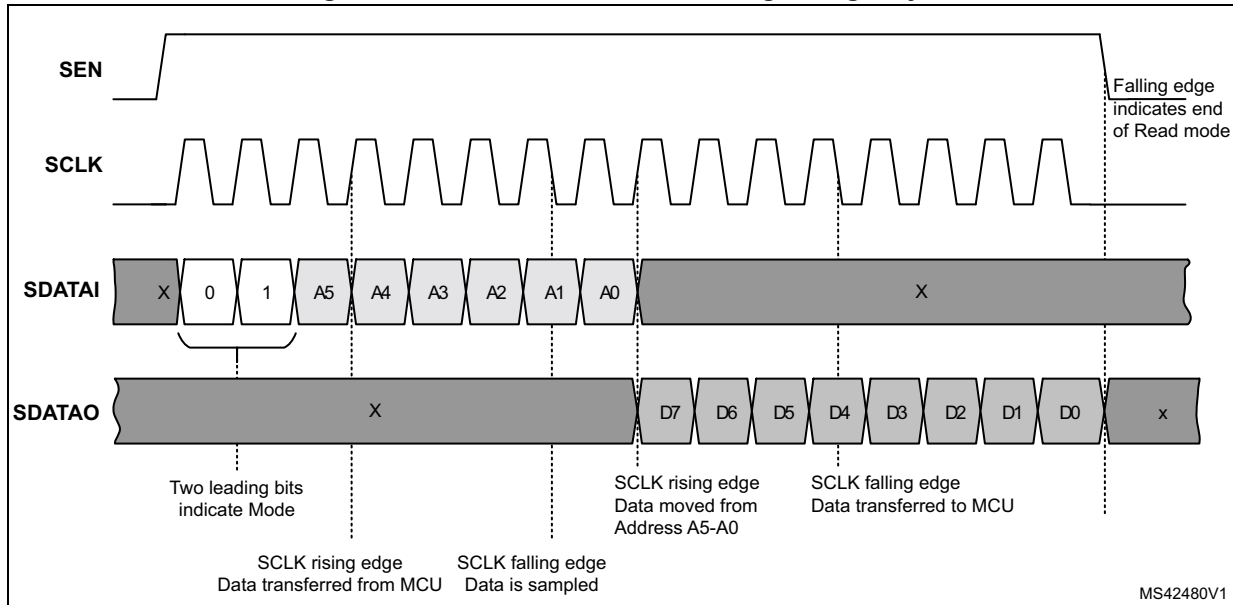 SEN
Falling edge
indicates end
of Read mode
SCLK
SDATAI
X 0 1 A5 A4 A3 A2 A1 A0 X
SDATAO
X D7 D6 D5 D4 D3 D2 D1 D0 x
Two leading bits
indicate Mode
SCLK rising edge
Data moved from
Address A5-A0
SCLK falling edge
Data transferred to MCU
SCLK rising edge
Data transferred from MCU
SCLK falling edge
Data is sampled
MS42480V1